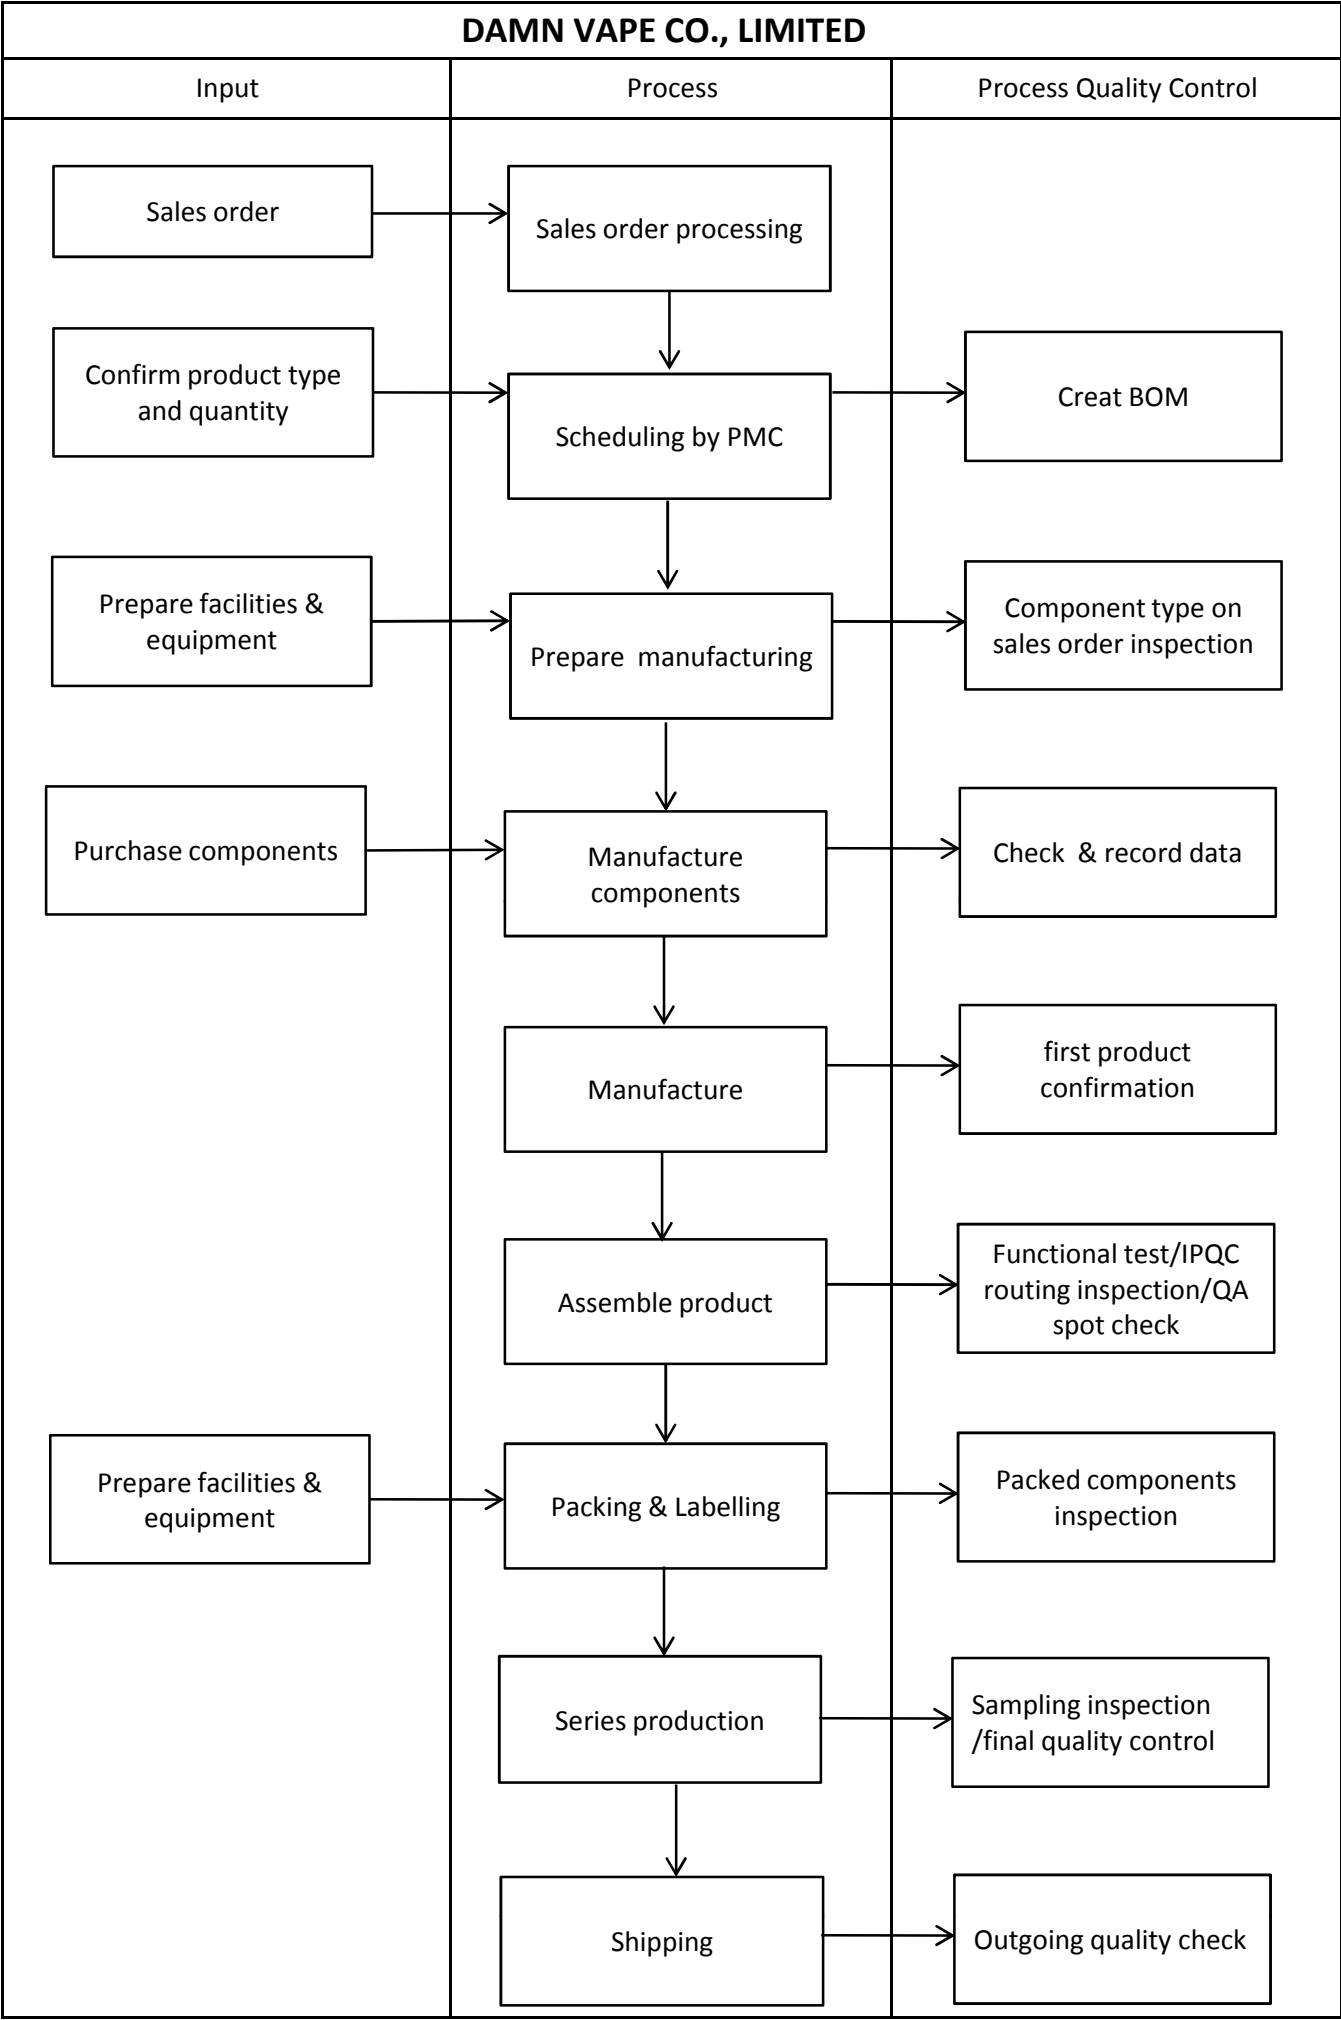 DAMN VAPE CO., LIMITED
Input
Process
Process Quality Control
Sales order
Sales order processing
Confirm product type
and quantity
Scheduling by PMC
Creat BOM
Prepare facilities &
equipment
Prepare manufacturing
Component type on
sales order inspection
Purchase components
Manufacture
components
Check & record data
Manufacture
first product
confirmation
Assemble product
Functional test/IPQC
routing inspection/QA
spot check
Prepare facilities &
equipment
Packing & Labelling
Packed components
inspection
Series production
Sampling inspection
/final quality control
Shipping
Outgoing quality check